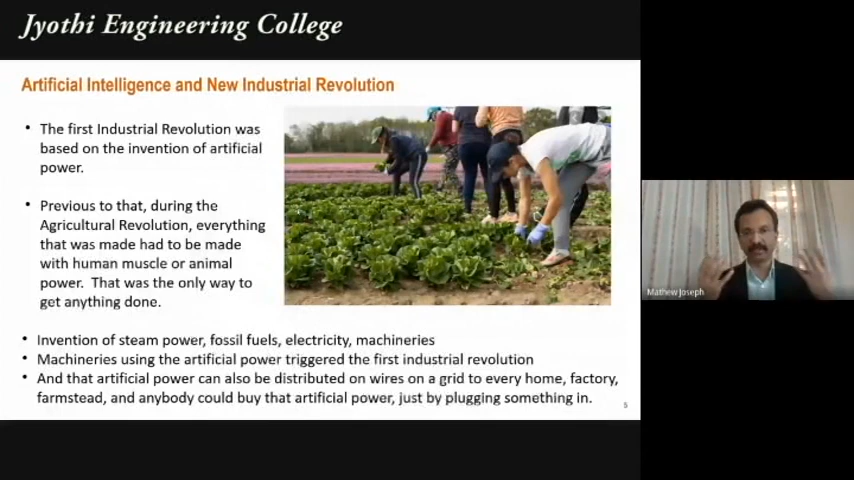 Jyothi Engineering College
Artificial Intelligence and New Industrial Revolution
• The first Industrial Revolution was
based on the invention of artificial
power.
• Previous to that, during the
Agricultural Revolution, everything
that was made had to be made
with human muscle or animal
power. That was the only way to
get anything done.
• Invention of steam power, fossil fuels, electricity, machineries
• Machineries using the artificial power triggered the first industrial revolution
• And that artificial power can also be distributed on wires on a grid to every home, factory,
farmstead, and anybody could buy that artificial power, just by plugging something in.
5
Mathew Joseph